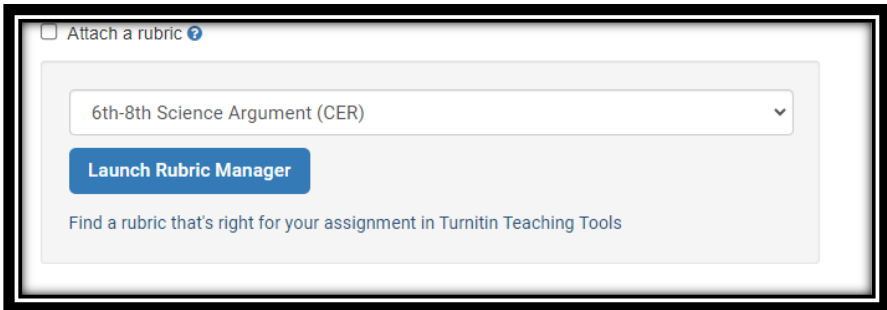 Attach a rubric ?
6th-8th Science Argument (CER)
Launch Rubric Manager
Find a rubric that's right for your assignment in Turnitin Teaching Tools